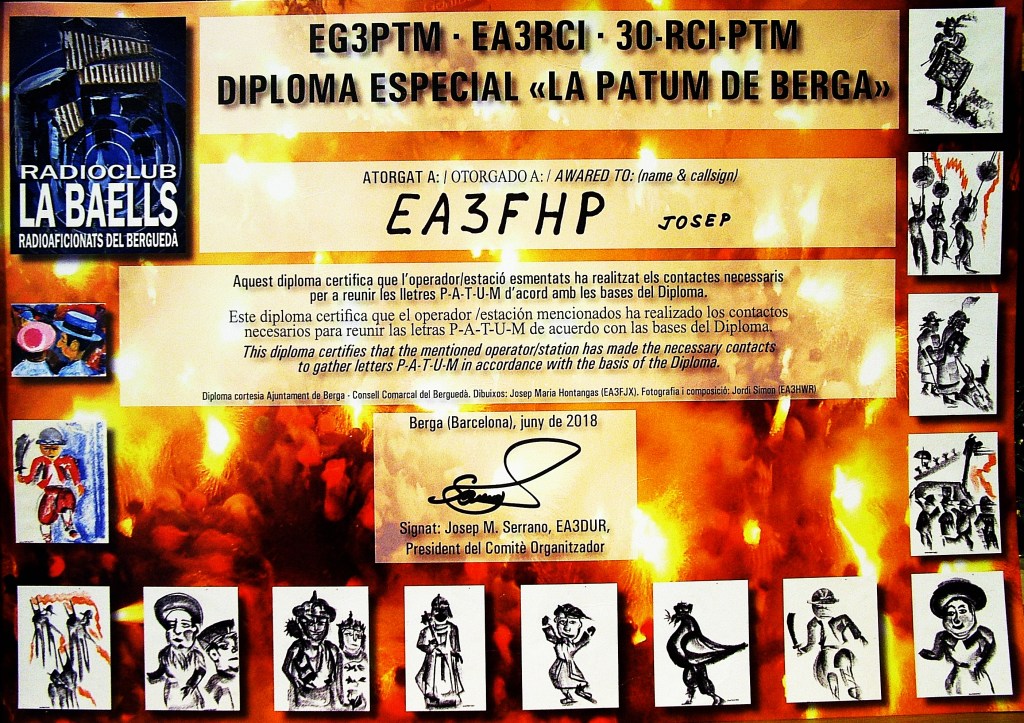 EG3PTM · EA3RCI · 30-RCI-PTM
DIPLOMA ESPECIAL «LA PATUM DE BERGA»
RADIOCLUB
LA BAELLS
RADIOAFICIONATS DEL BERGUEDÀ
ATORGAT A: / OTORGADO A: / AWARED TO: (name & callsign)
EA3FHP JOSEP
Aquest diploma certifica que l'operador/estació esmentats ha realitzat els contactes necessaris
per a reunir les lletres P-A-T-U-M d'acord amb les bases del Diploma.
Este diploma certifica que el operador /estación mencionados ha realizado los contactos
necesarios para reunir las letras P-A-T-U-M de acuerdo con las bases del Diploma.
This diploma certifies that the mentioned operator/station has made the necessary contacts
to gather letters P-A-T-U-M in accordance with the basis of the Diploma.
Diploma cortesia Ajuntament de Berga - Consell Comarcal del Berguedà. Dibuixos: Josep Maria Hontangas (EA3FJX). Fotografia i composició: Jordi Simon (EA3HWR)
Berga (Barcelona), juny de 2018
Signat: Josep M. Serrano, EA3DUR,
President del Comitè Organitzador